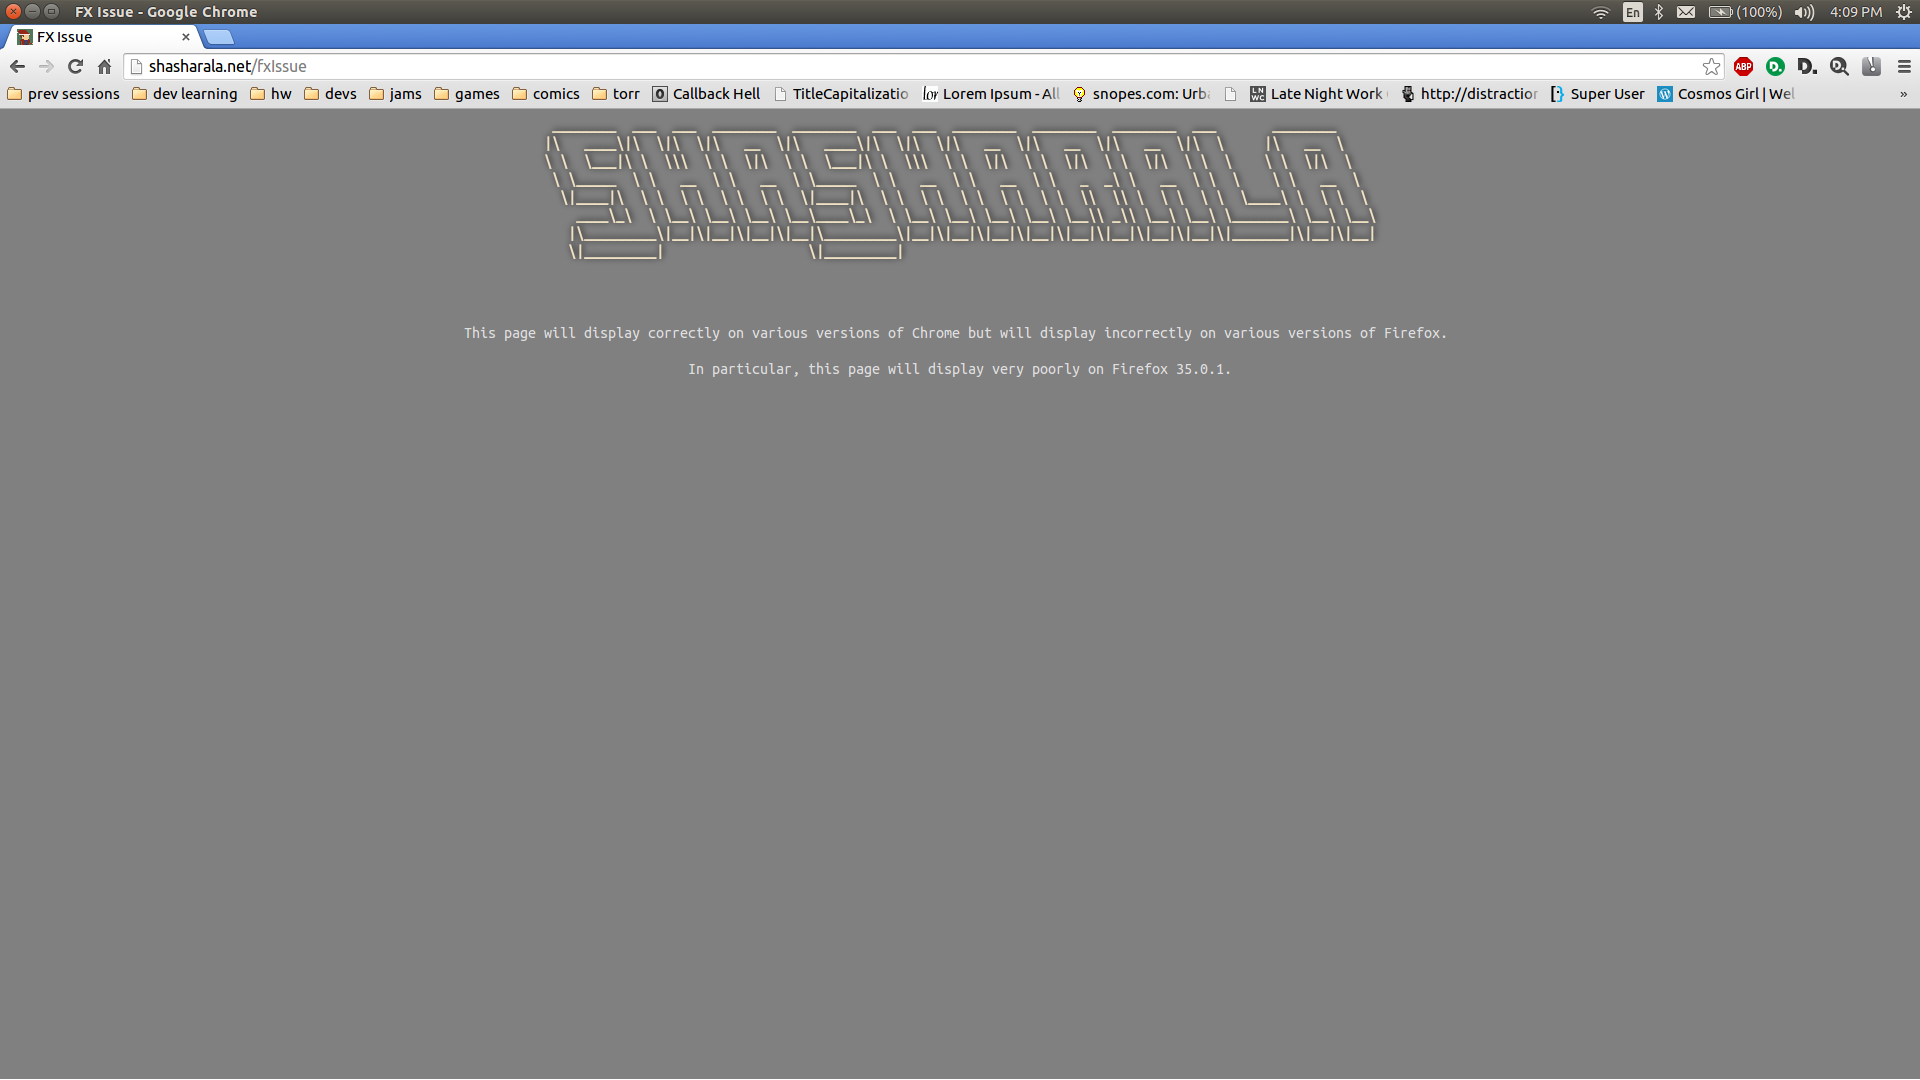 FX Issue - Google Chrome
En
(100%)
4:09 PM
FX Issue
shasharala.net/fxIssue
ABP
D.
D.
prev sessions
dev learning
hw
devs
jams
games
comics
torr
Callback Hell
TitleCapitalizatio
Lorem Ipsum - All
snopes.com: Urba
Late Night Work
http://distraction
Super User
Cosmos Girl | Wel
»
SHASHARALA
This page will display correctly on various versions of Chrome but will display incorrectly on various versions of Firefox.
In particular, this page will display very poorly on Firefox 35.0.1.